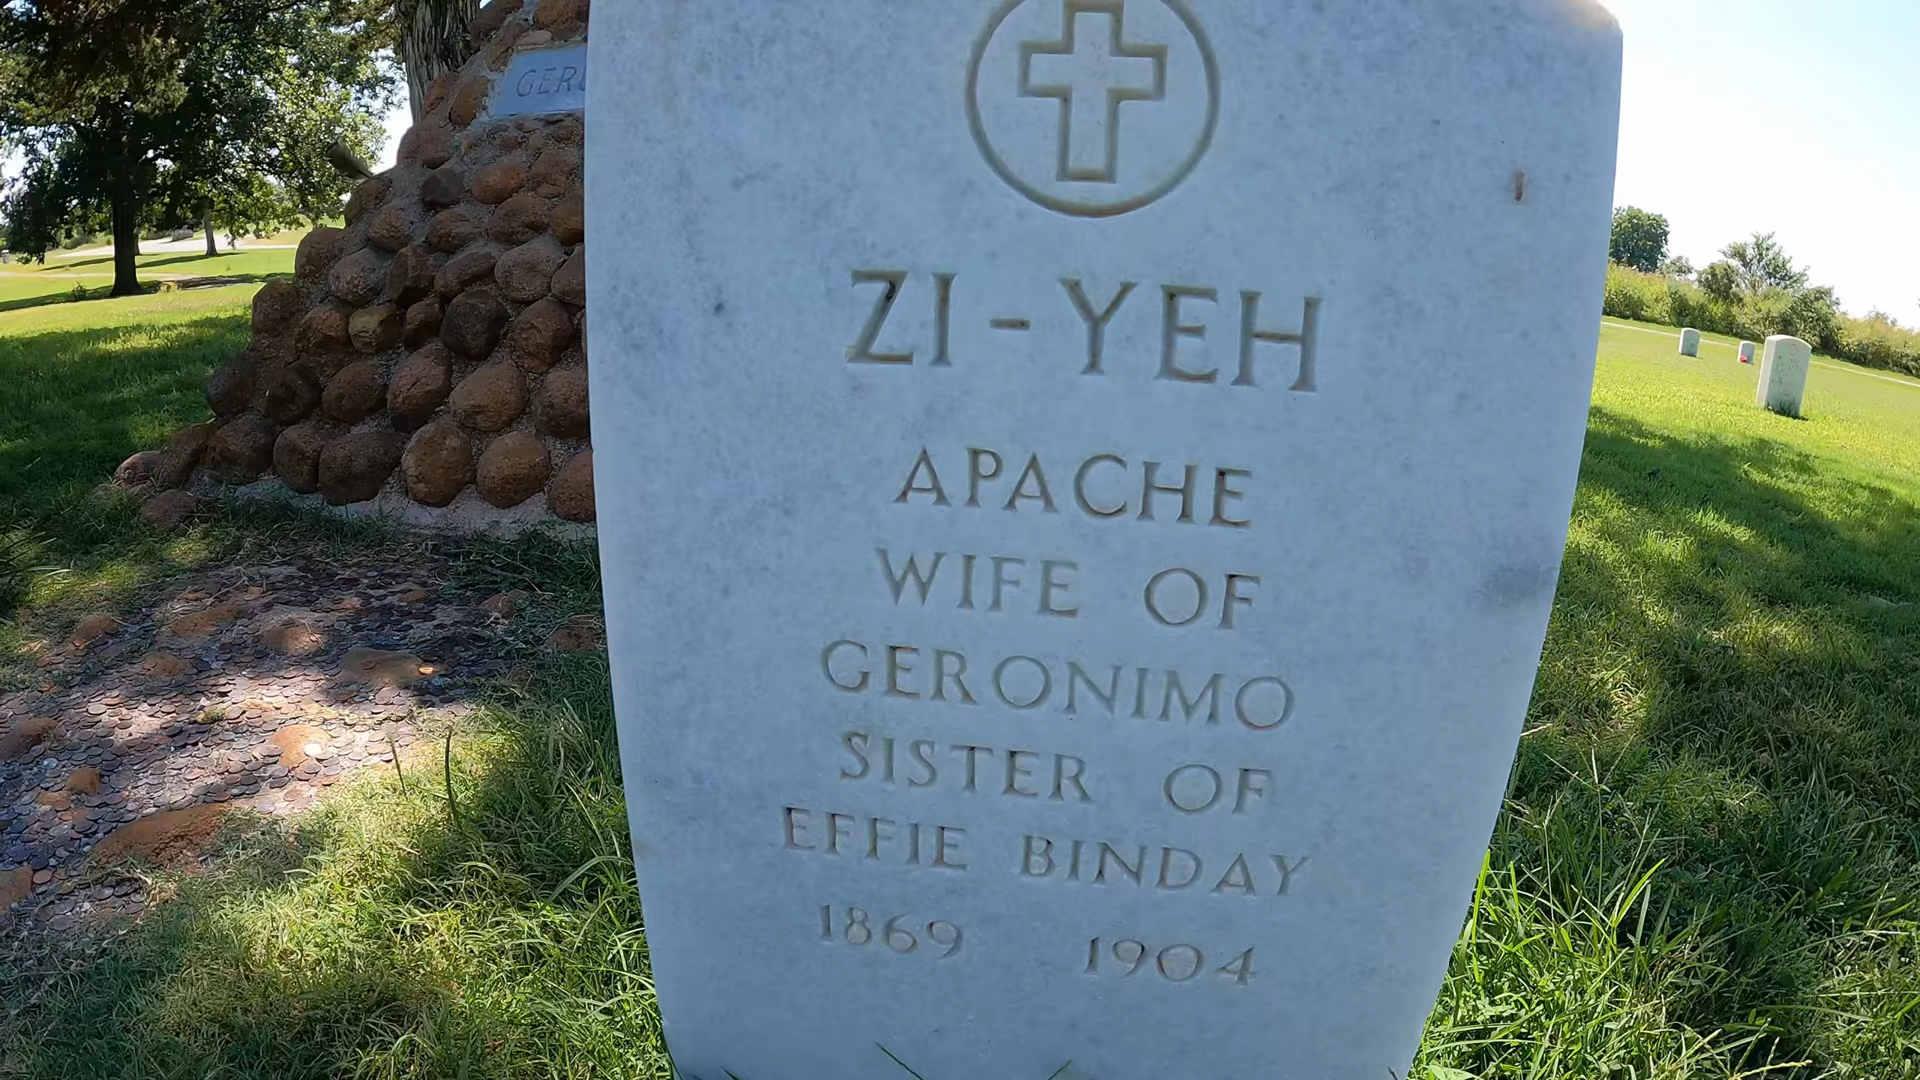 ZI-YEH
APACHE
WIFE OF
GERONIMO
SISTER OF
EFFIE BINDAY
1869 1904